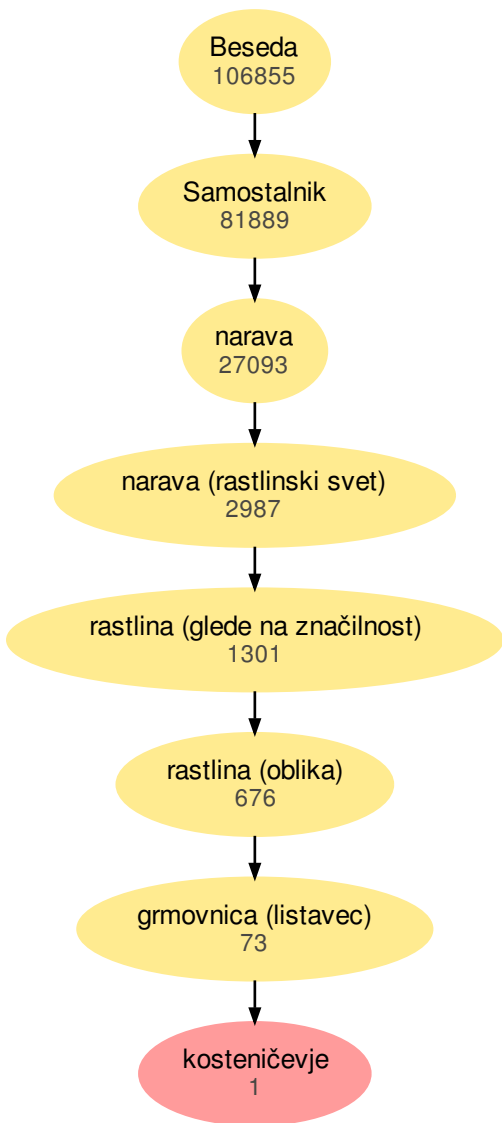 Beseda
106855
Samostalnik
81889
narava
27093
narava (rastlinski svet)
2987
rastlina (glede na značilnost)
1301
rastlina (oblika)
676
grmovnica (listavec)
73
kosteničevje
1